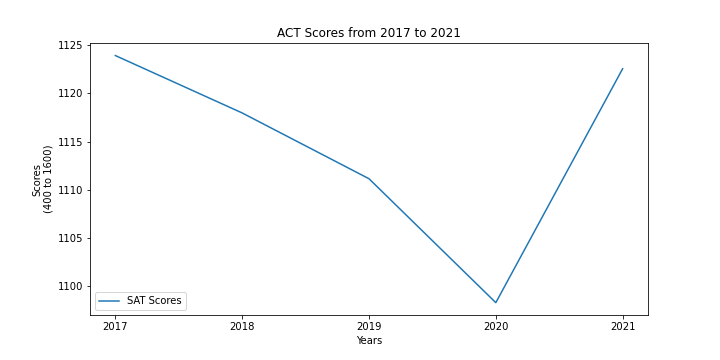 ACT Scores from 2017 to 2021
1125
1120
1115
1110
1105
1100
Scores
(400 to 1600)
SAT Scores
2017 2018 2019 2020 2021
Years